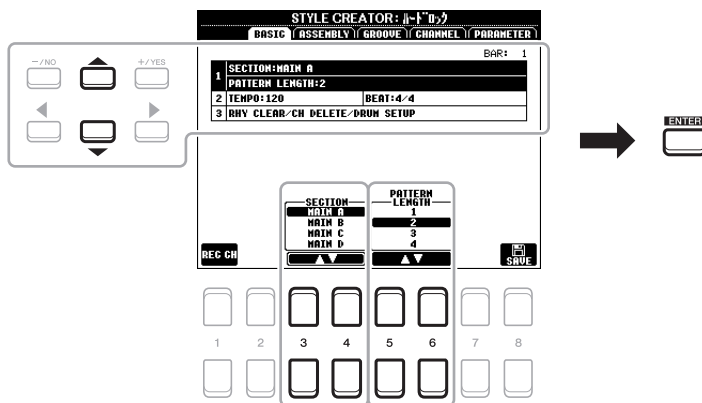 STYLE CREATOR: ﾊｰﾄﾞﾛｯｸ
BASIC ASSEMBLY GROOVE CHANNEL PARAMETER
BAR: 1
-/NO
+/YES
1 SECTION:MAIN A
PATTERN LENGTH:2
2 TEMPO:120 BEAT:4/4
3 RHY CLEAR/CH DELETE/DRUM SETUP
ENTER
SECTION
MAIN A
MAIN B
MAIN C
MAIN D
PATTERN
LENGTH
1
2
3
4
REC CH
SAVE
1 2 3 4 5 6 7 8